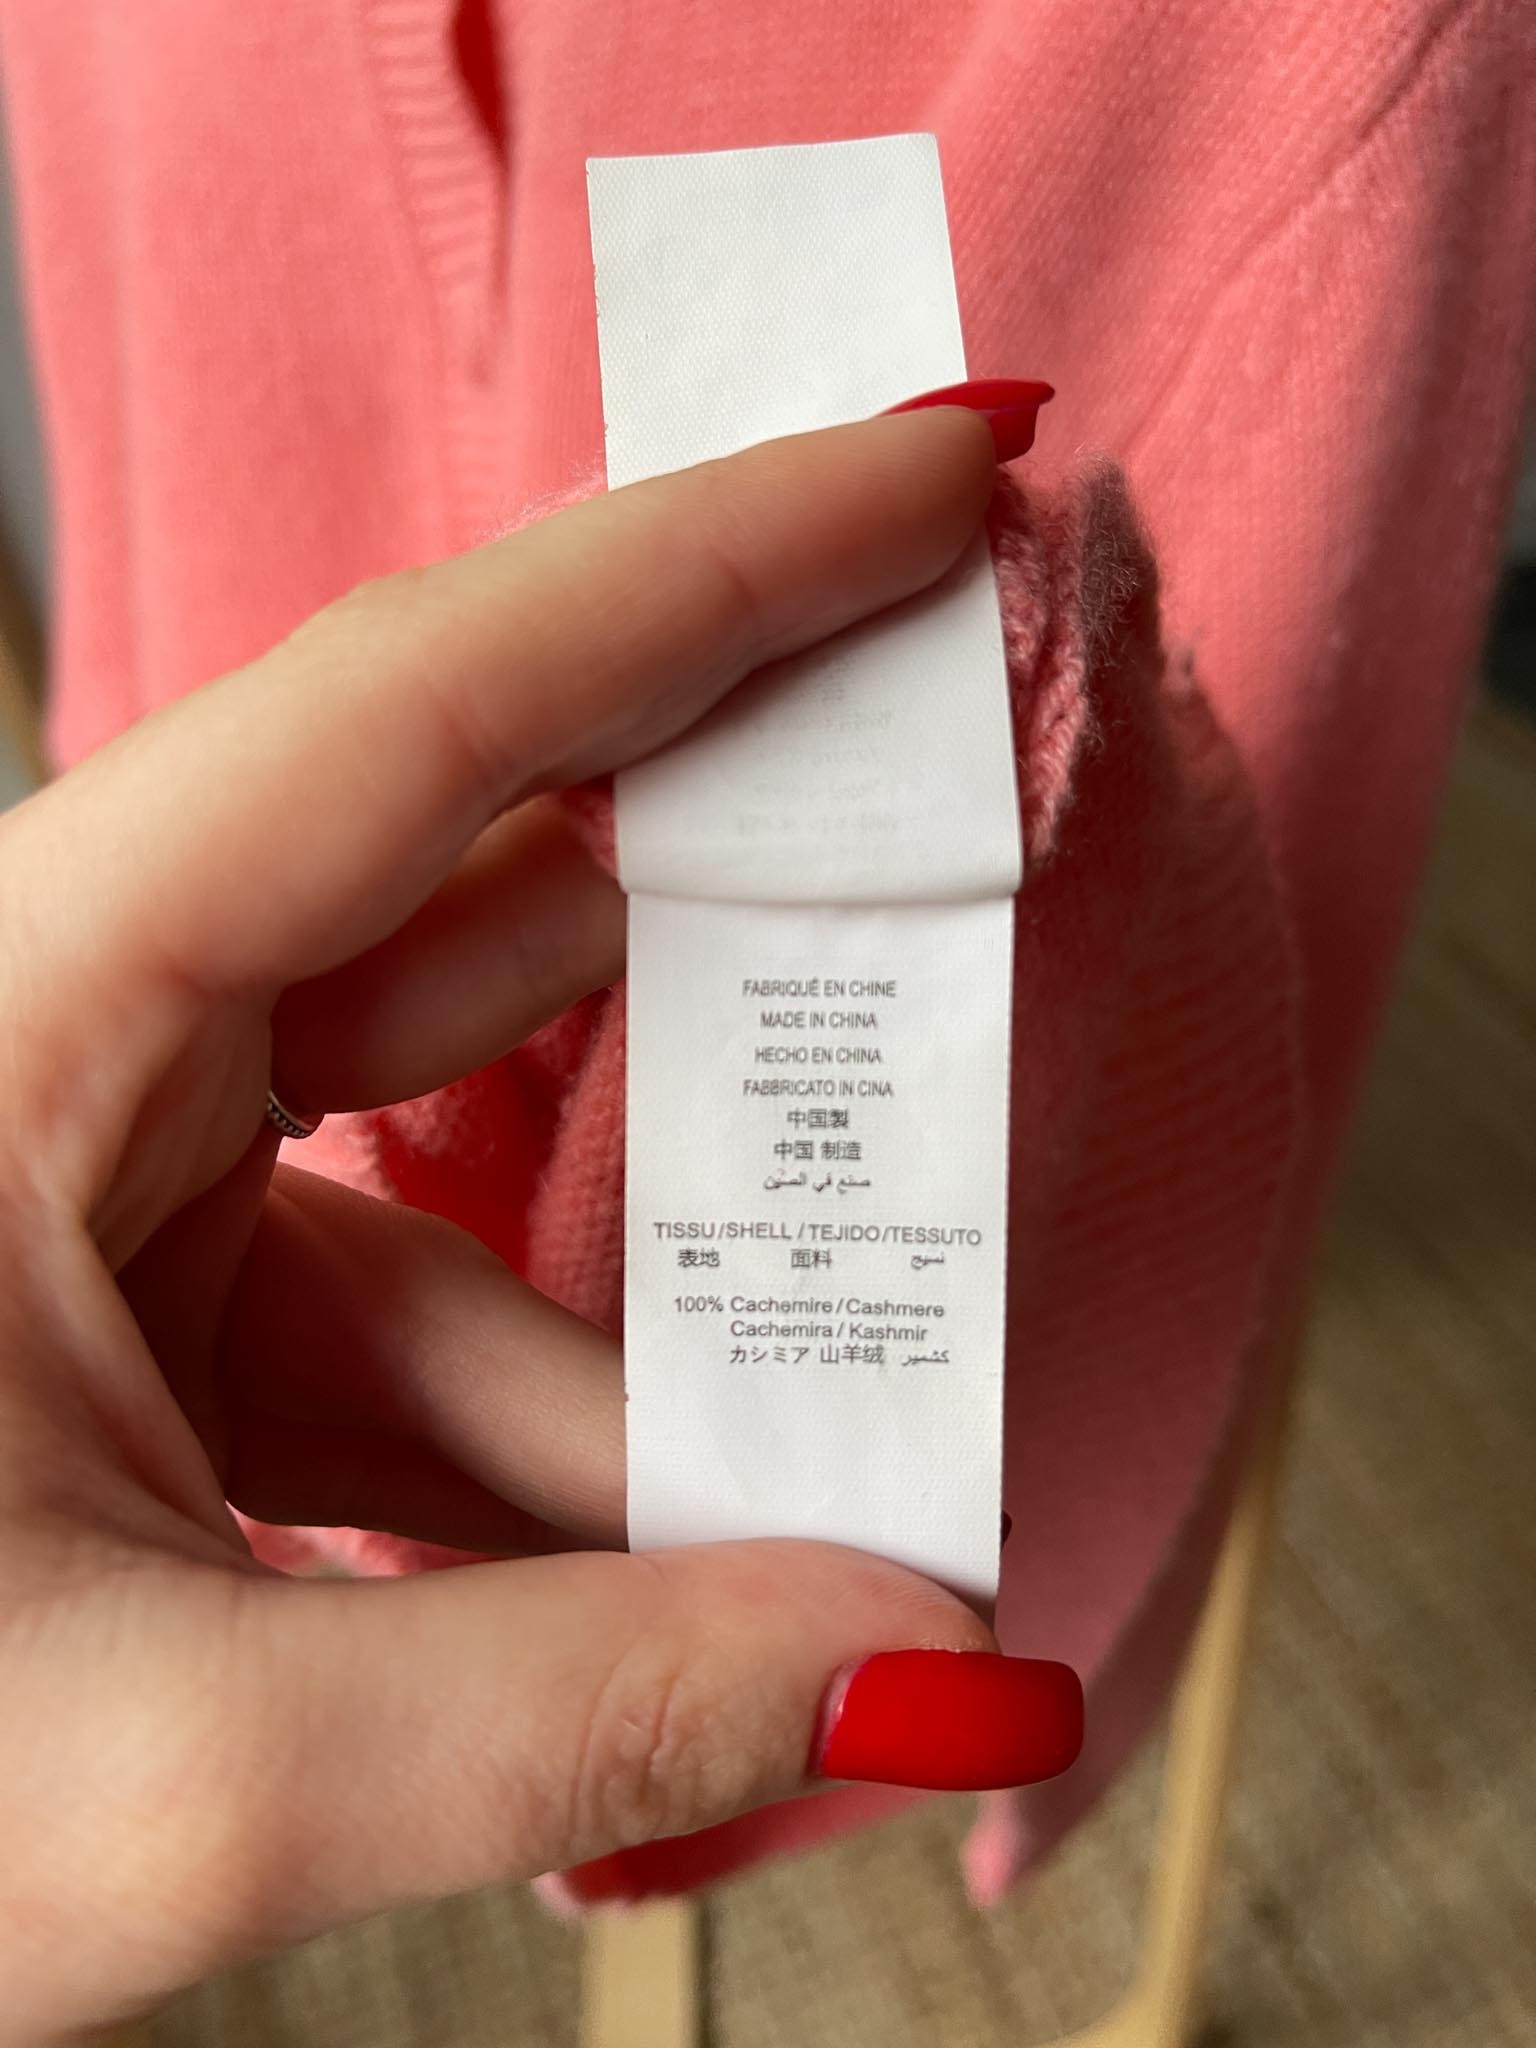 FABRIQUÉ EN CHINE
MADE IN CHINA
HECHO EN CHINA
FABBRICATO IN CINA
中国製
中国 制造
صنع في الصين
TISSU/SHELL / TEJIDO/TESSUTO
表地 面料 نسيج
100% Cachemire/Cashmere
Cachemira/ Kashmir
カシミア 山羊绒 كشمير